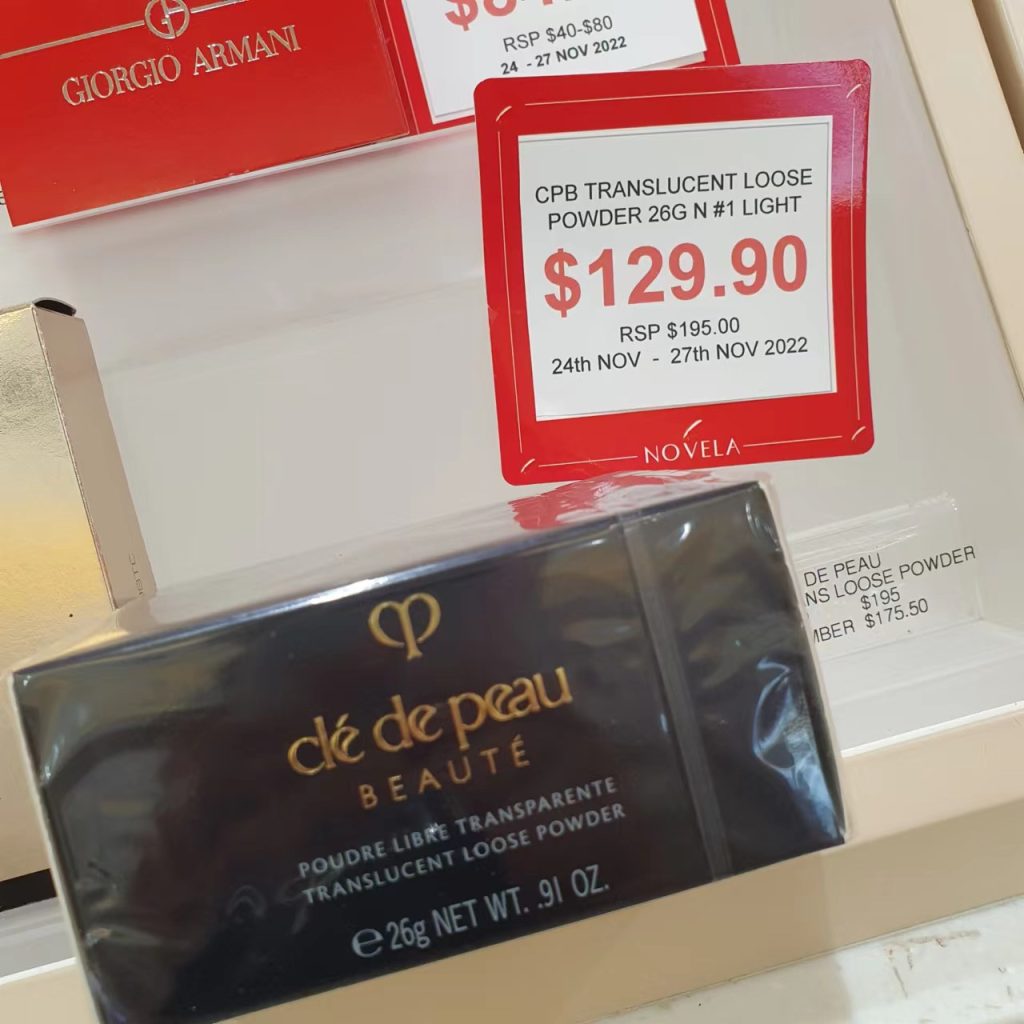 GIORGIO ARMANI
RSP $40-$80
24 - 27 NOV 2022
CPB TRANSLUCENT LOOSE
POWDER 26G N #1 LIGHT
$129.90
RSP $195.00
24th NOV - 27th NOV 2022
NOVELA
DE PEAU
NS LOOSE POWDER
$195
MBER $175.50
clé de peau
BEAUTÉ
POUDRE LIBRE TRANSPARENTE
TRANSLUCENT LOOSE POWDER
e 26g NET WT. .91 OZ.